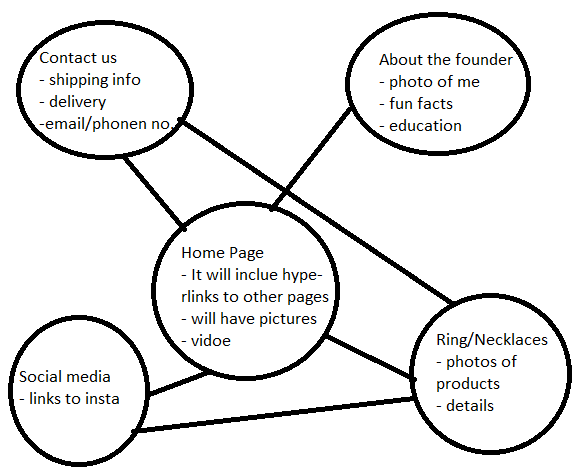 Contact us
- shipping info
- delivery
-email/phonen no.
About the founder
- photo of me
- fun facts
- education
Home Page
- It will inclue hype-
rlinks to other pages
- will have pictures
- vidoe
Social media
- links to insta
Ring/Necklaces
- photos of
products
- details